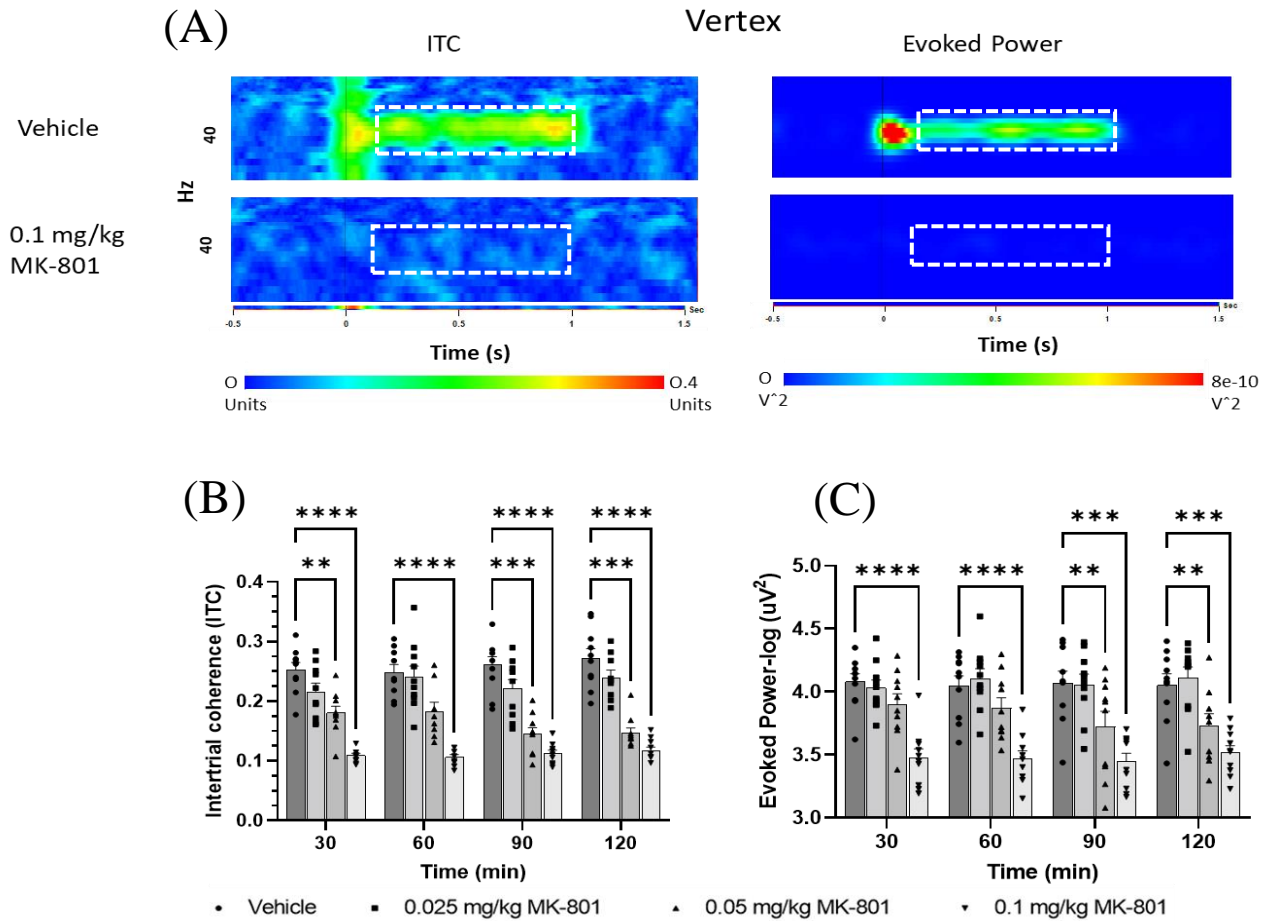 (A)
Vertex
ITC
Evoked Power
Vehicle
40
Hz
0.1 mg/kg
MK-801
40
Sec
-0.5 0 0.5 1 1.5
Time (s)
O
Units
O.4
Units
Sec
-0.5 0 0.5 1 1.5
Time (s)
O
V^2
8e-10
V^2
(B)
**** **** ****
** **** *** ***
Intertrial coherence (ITC)
0.4
0.3
0.2
0.1
0.0
30 60 90 120
Time (min)
(C)
*** ***
**** **** ** **
Evoked Power-log (uV²)
5.0
4.5
4.0
3.5
3.0
30 60 90 120
Time (min)
Vehicle 0.025 mg/kg MK-801 0.05 mg/kg MK-801 0.1 mg/kg MK-801